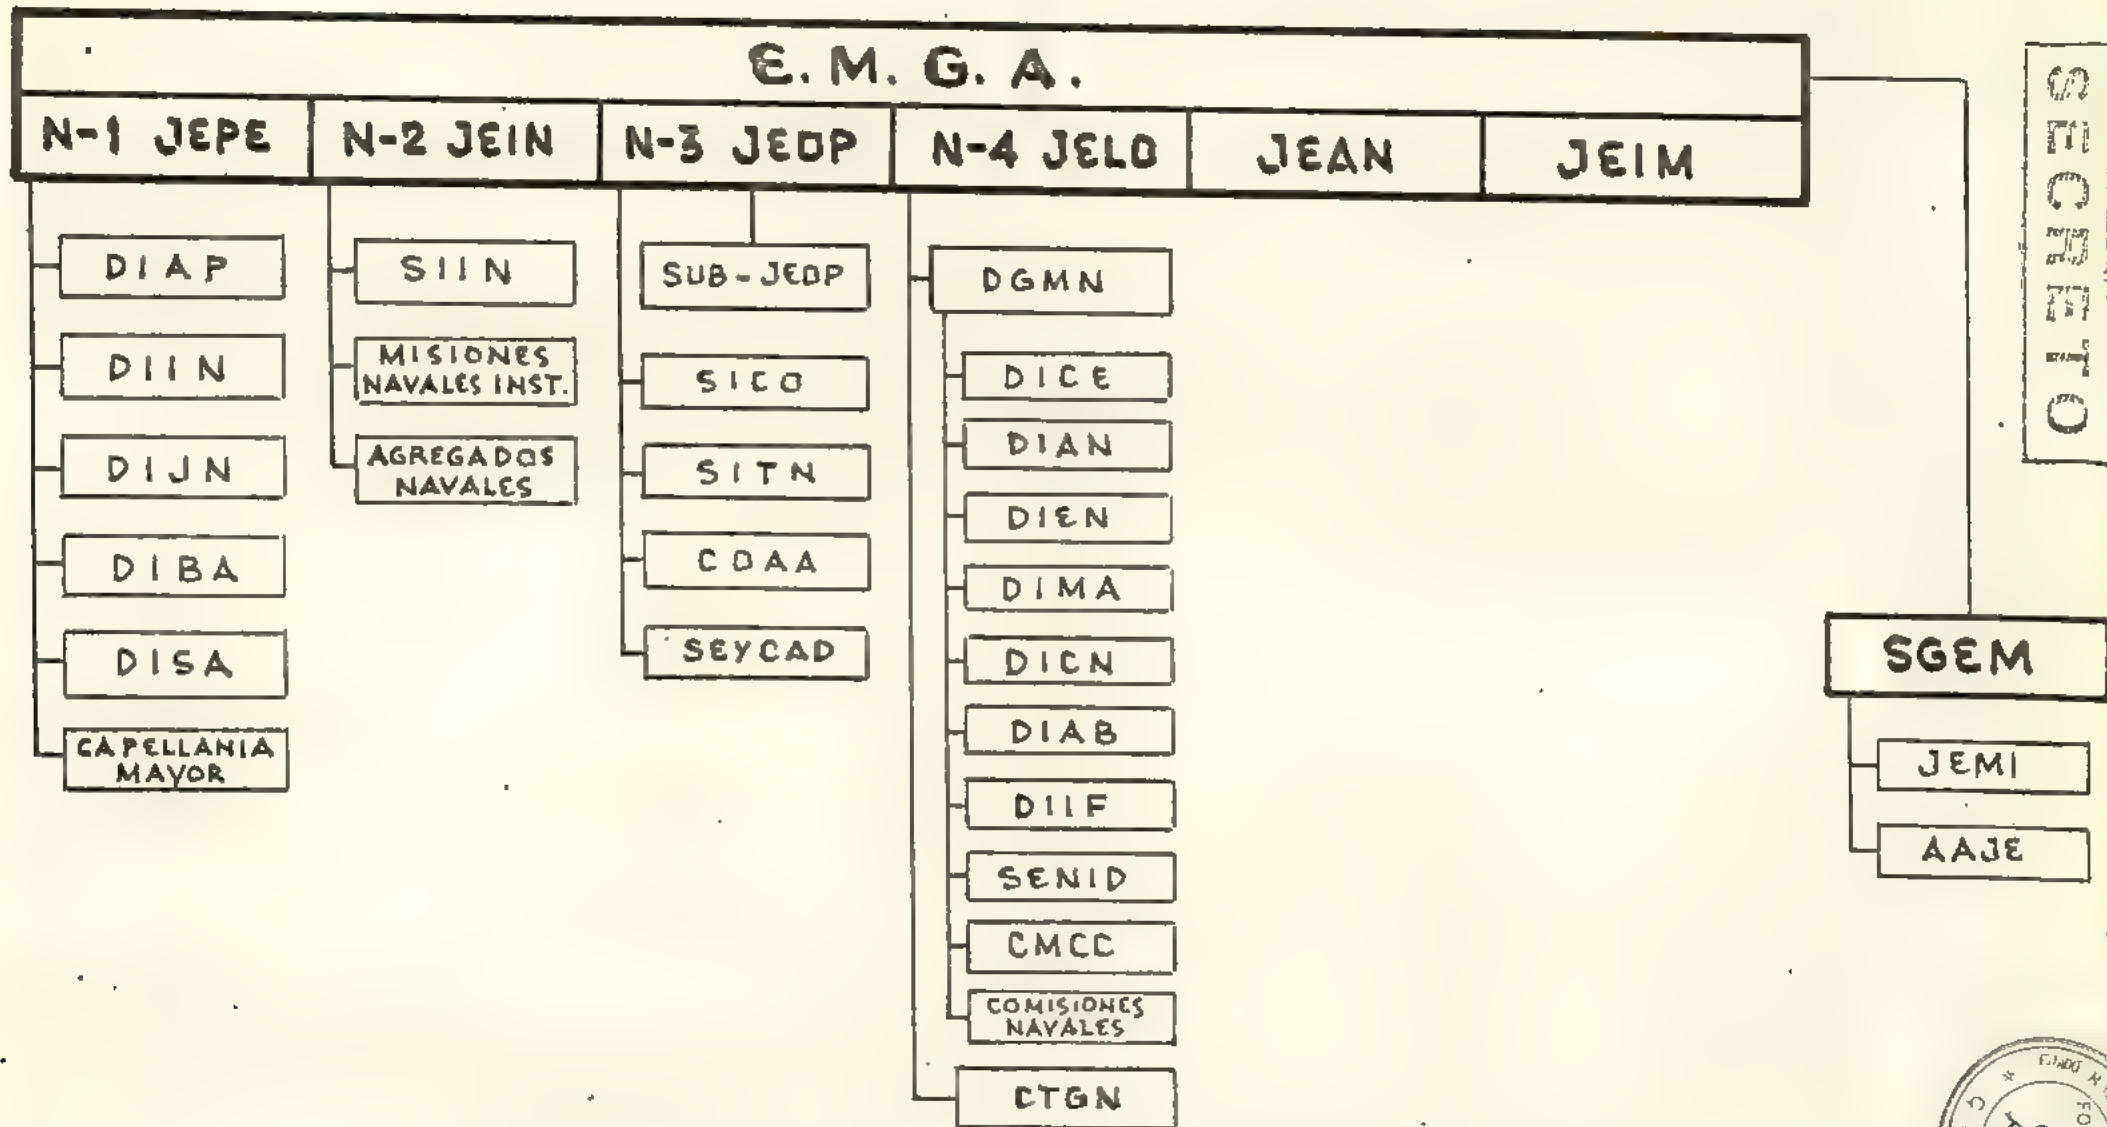 E. M. G. A.
N-1 JEPE
N-2 JEIN
N-3 JEOP
N-4 JELO
JEAN
JEIM
DIAP
DIIN
DIJN
DIBA
DISA
CAPELLANIA
MAYOR
SIIN
MISIONES
NAVALES INST.
AGREGADOS
NAVALES
SUB-JEOP
SICO
SITN
COAA
SEYCAD
DGMN
DICE
DIAN
DIEN
DIMA
DICN
DIAB
DIIF
SENID
CMCC
COMISIONES
NAVALES
CTGN
SGEM
JEMI
AAJE
SECRETO